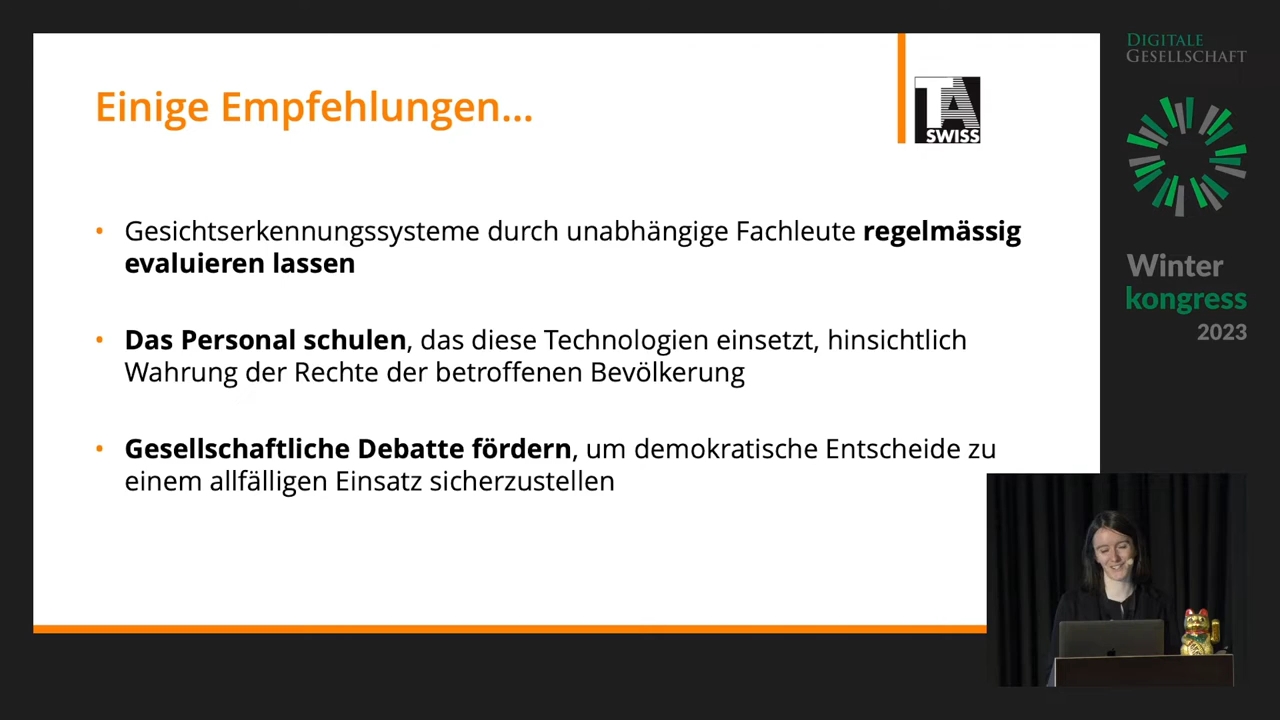 Einige Empfehlungen...
TA
SWISS
• Gesichtserkennungssysteme durch unabhängige Fachleute regelmässig
evaluieren lassen
• Das Personal schulen, das diese Technologien einsetzt, hinsichtlich
Wahrung der Rechte der betroffenen Bevölkerung
• Gesellschaftliche Debatte fördern, um demokratische Entscheide zu
einem allfälligen Einsatz sicherzustellen
DIGITALE
GESELLSCHAFT
Winter
kongress
2023